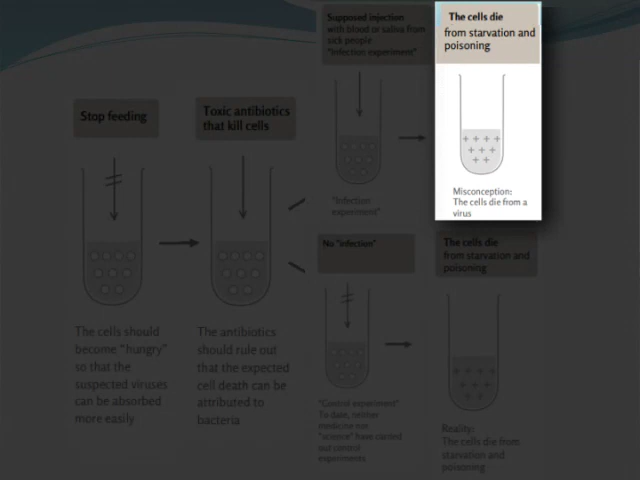 Supposed injection
with blood or saliva from
sick people
"Infection experiment"
The cells die
from starvation and
poisoning
Stop feeding
Toxic antibiotics
that kill cells
"Infection
experiment"
Misconception:
The cells die from a
virus
No "infection"
The cells die
from starvation and
poisoning
The cells should
become "hungry"
so that the
suspected viruses
can be absorbed
more easily
The antibiotics
should rule out
that the expected
cell death can be
attributed to
bacteria
"Control experiment"
To date, neither
medicine nor
"science" have carried
out control
experiments
Reality:
The cells die from
starvation and
poisoning